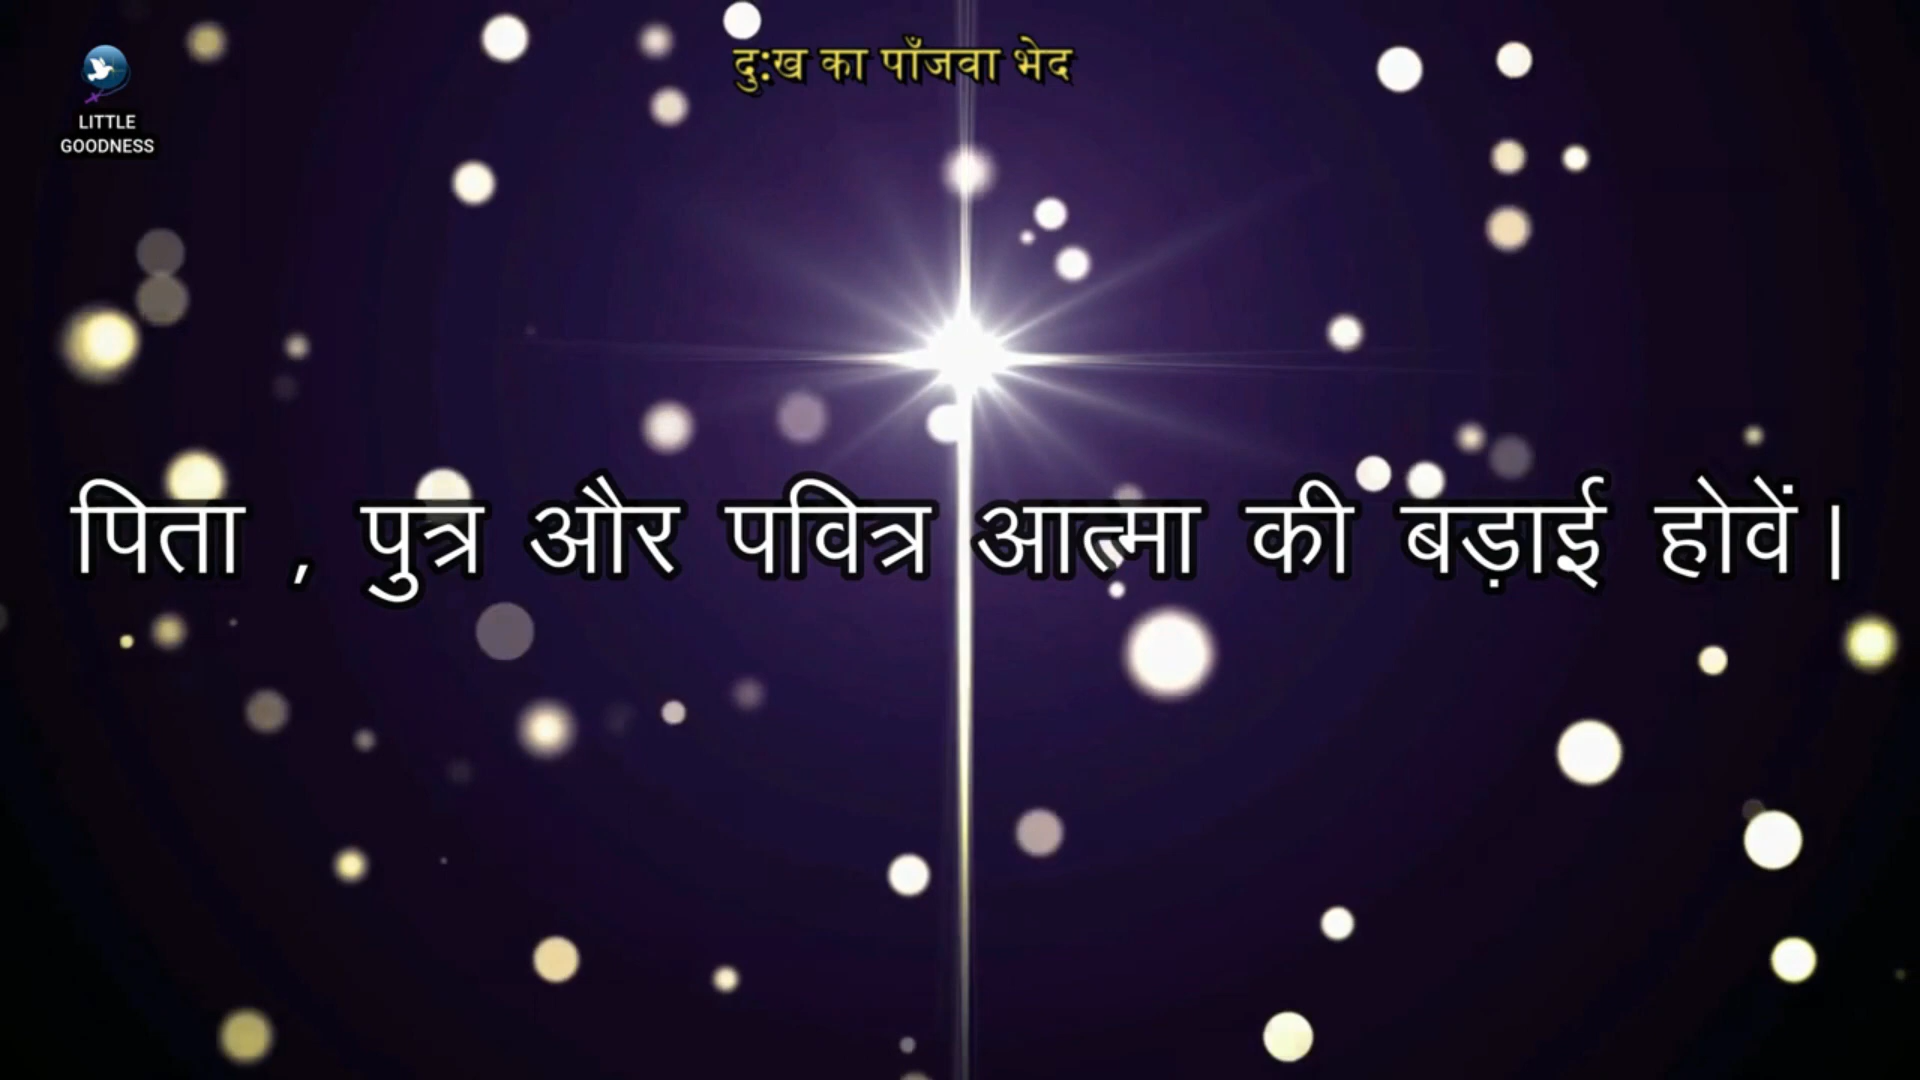 दु:ख का पाँजवा भेद
LITTLE
GOODNESS
पिता , पुत्र और पवित्र आत्मा की बड़ाई होवें।